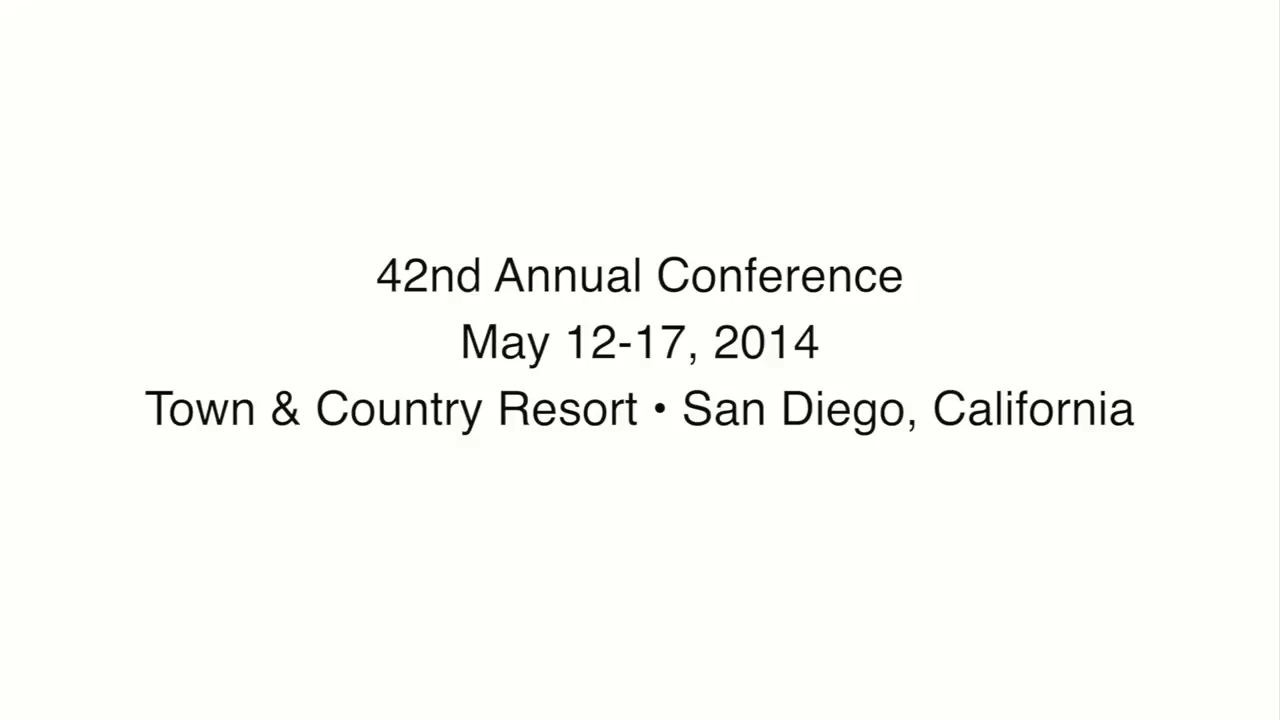 42nd Annual Conference
May 12-17, 2014
Town & Country Resort • San Diego, California